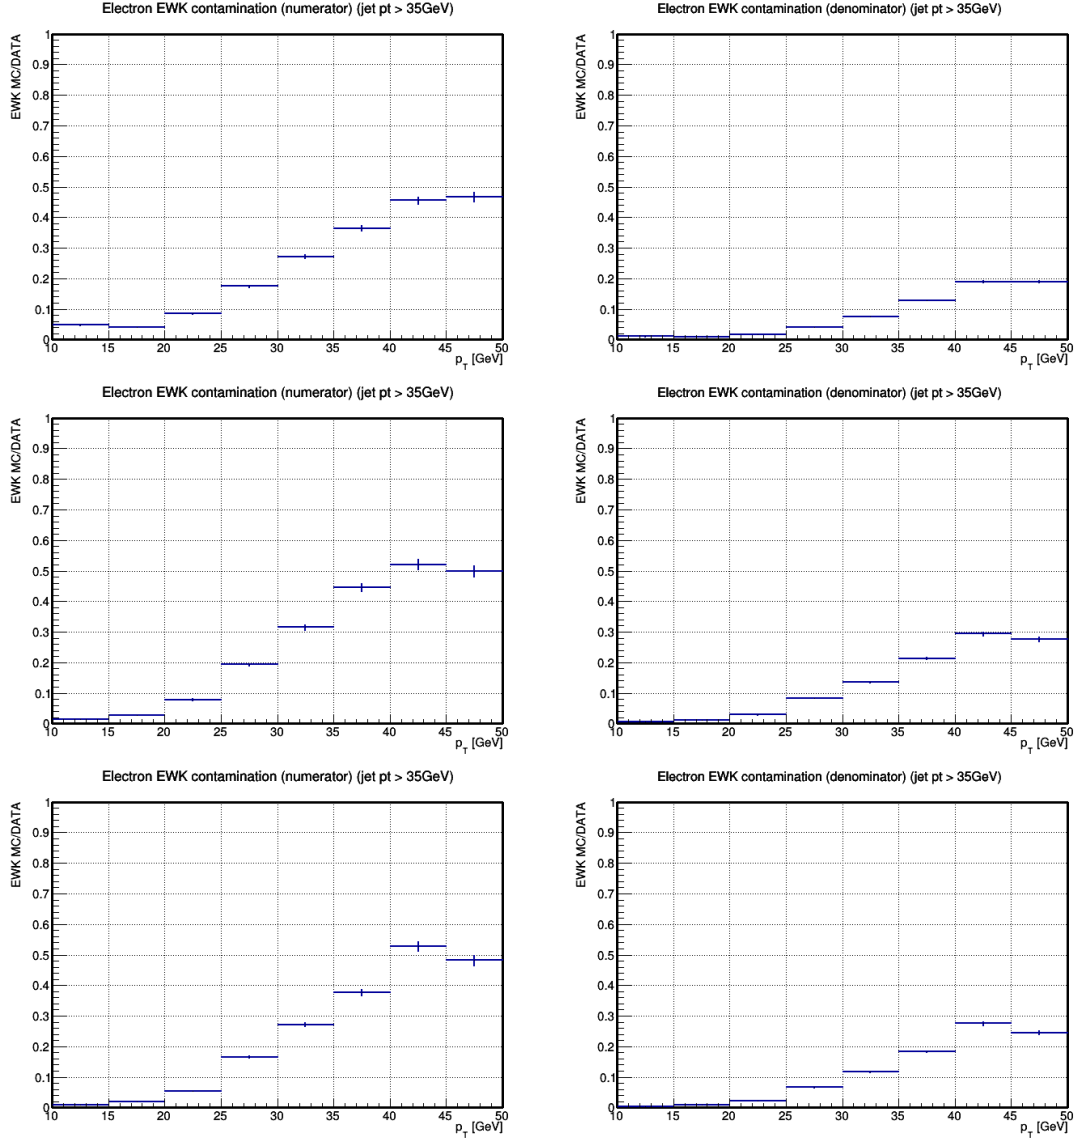 Electron EWK contamination (numerator) (jet pt > 35GeV)
EWK MC/DATA
1
0.9
0.8
0.7
0.6
0.5
0.4
0.3
0.2
0.1
0
10 15 20 25 30 35 40 45 50
p_T [GeV]
Electron EWK contamination (denominator) (jet pt > 35GeV)
EWK MC/DATA
1
0.9
0.8
0.7
0.6
0.5
0.4
0.3
0.2
0.1
0
10 15 20 25 30 35 40 45 50
p_T [GeV]
Electron EWK contamination (numerator) (jet pt > 35GeV)
EWK MC/DATA
1
0.9
0.8
0.7
0.6
0.5
0.4
0.3
0.2
0.1
0
10 15 20 25 30 35 40 45 50
p_T [GeV]
Electron EWK contamination (denominator) (jet pt > 35GeV)
EWK MC/DATA
1
0.9
0.8
0.7
0.6
0.5
0.4
0.3
0.2
0.1
0
10 15 20 25 30 35 40 45 50
p_T [GeV]
Electron EWK contamination (numerator) (jet pt > 35GeV)
EWK MC/DATA
1
0.9
0.8
0.7
0.6
0.5
0.4
0.3
0.2
0.1
0
10 15 20 25 30 35 40 45 50
p_T [GeV]
Electron EWK contamination (denominator) (jet pt > 35GeV)
EWK MC/DATA
1
0.9
0.8
0.7
0.6
0.5
0.4
0.3
0.2
0.1
0
10 15 20 25 30 35 40 45 50
p_T [GeV]